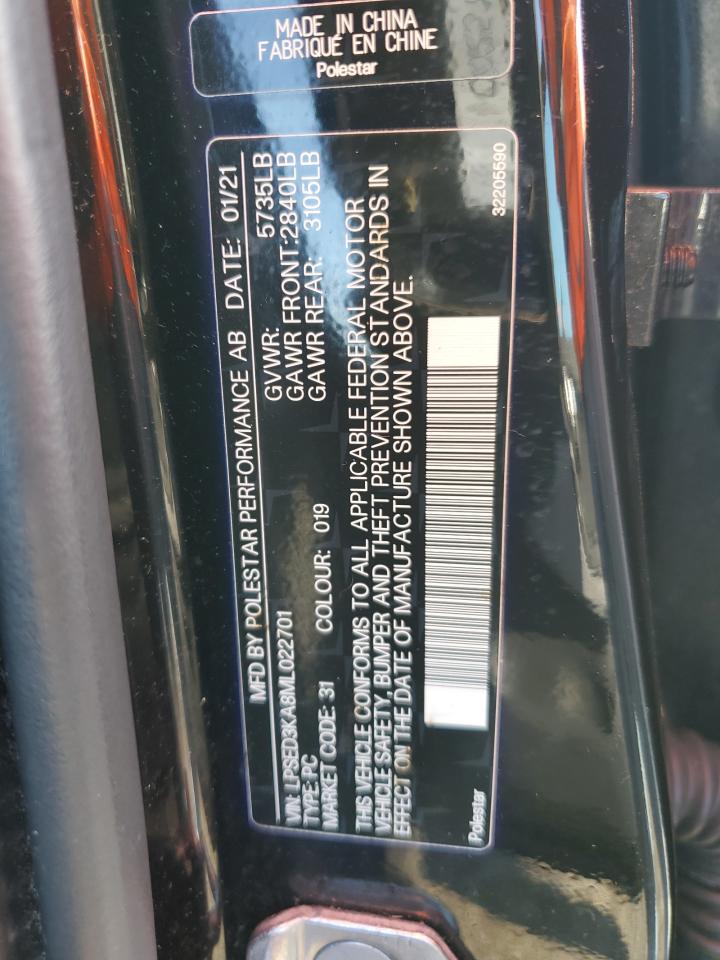 MADE IN CHINA
FABRIQUÉ EN CHINE
Polestar
MFD BY POLESTAR PERFORMANCE AB DATE: 01/21
GVWR: 5735LB
GAWR FRONT:2840LB
GAWR REAR: 3105LB
VIN: LPSED3KA8ML022701
TYPE: PC
MARKET CODE: 31 COLOUR: 019
THIS VEHICLE CONFORMS TO ALL APPLICABLE FEDERAL MOTOR
VEHICLE SAFETY, BUMPER AND THEFT PREVENTION STANDARDS IN
EFFECT ON THE DATE OF MANUFACTURE SHOWN ABOVE.
Polestar
32205590